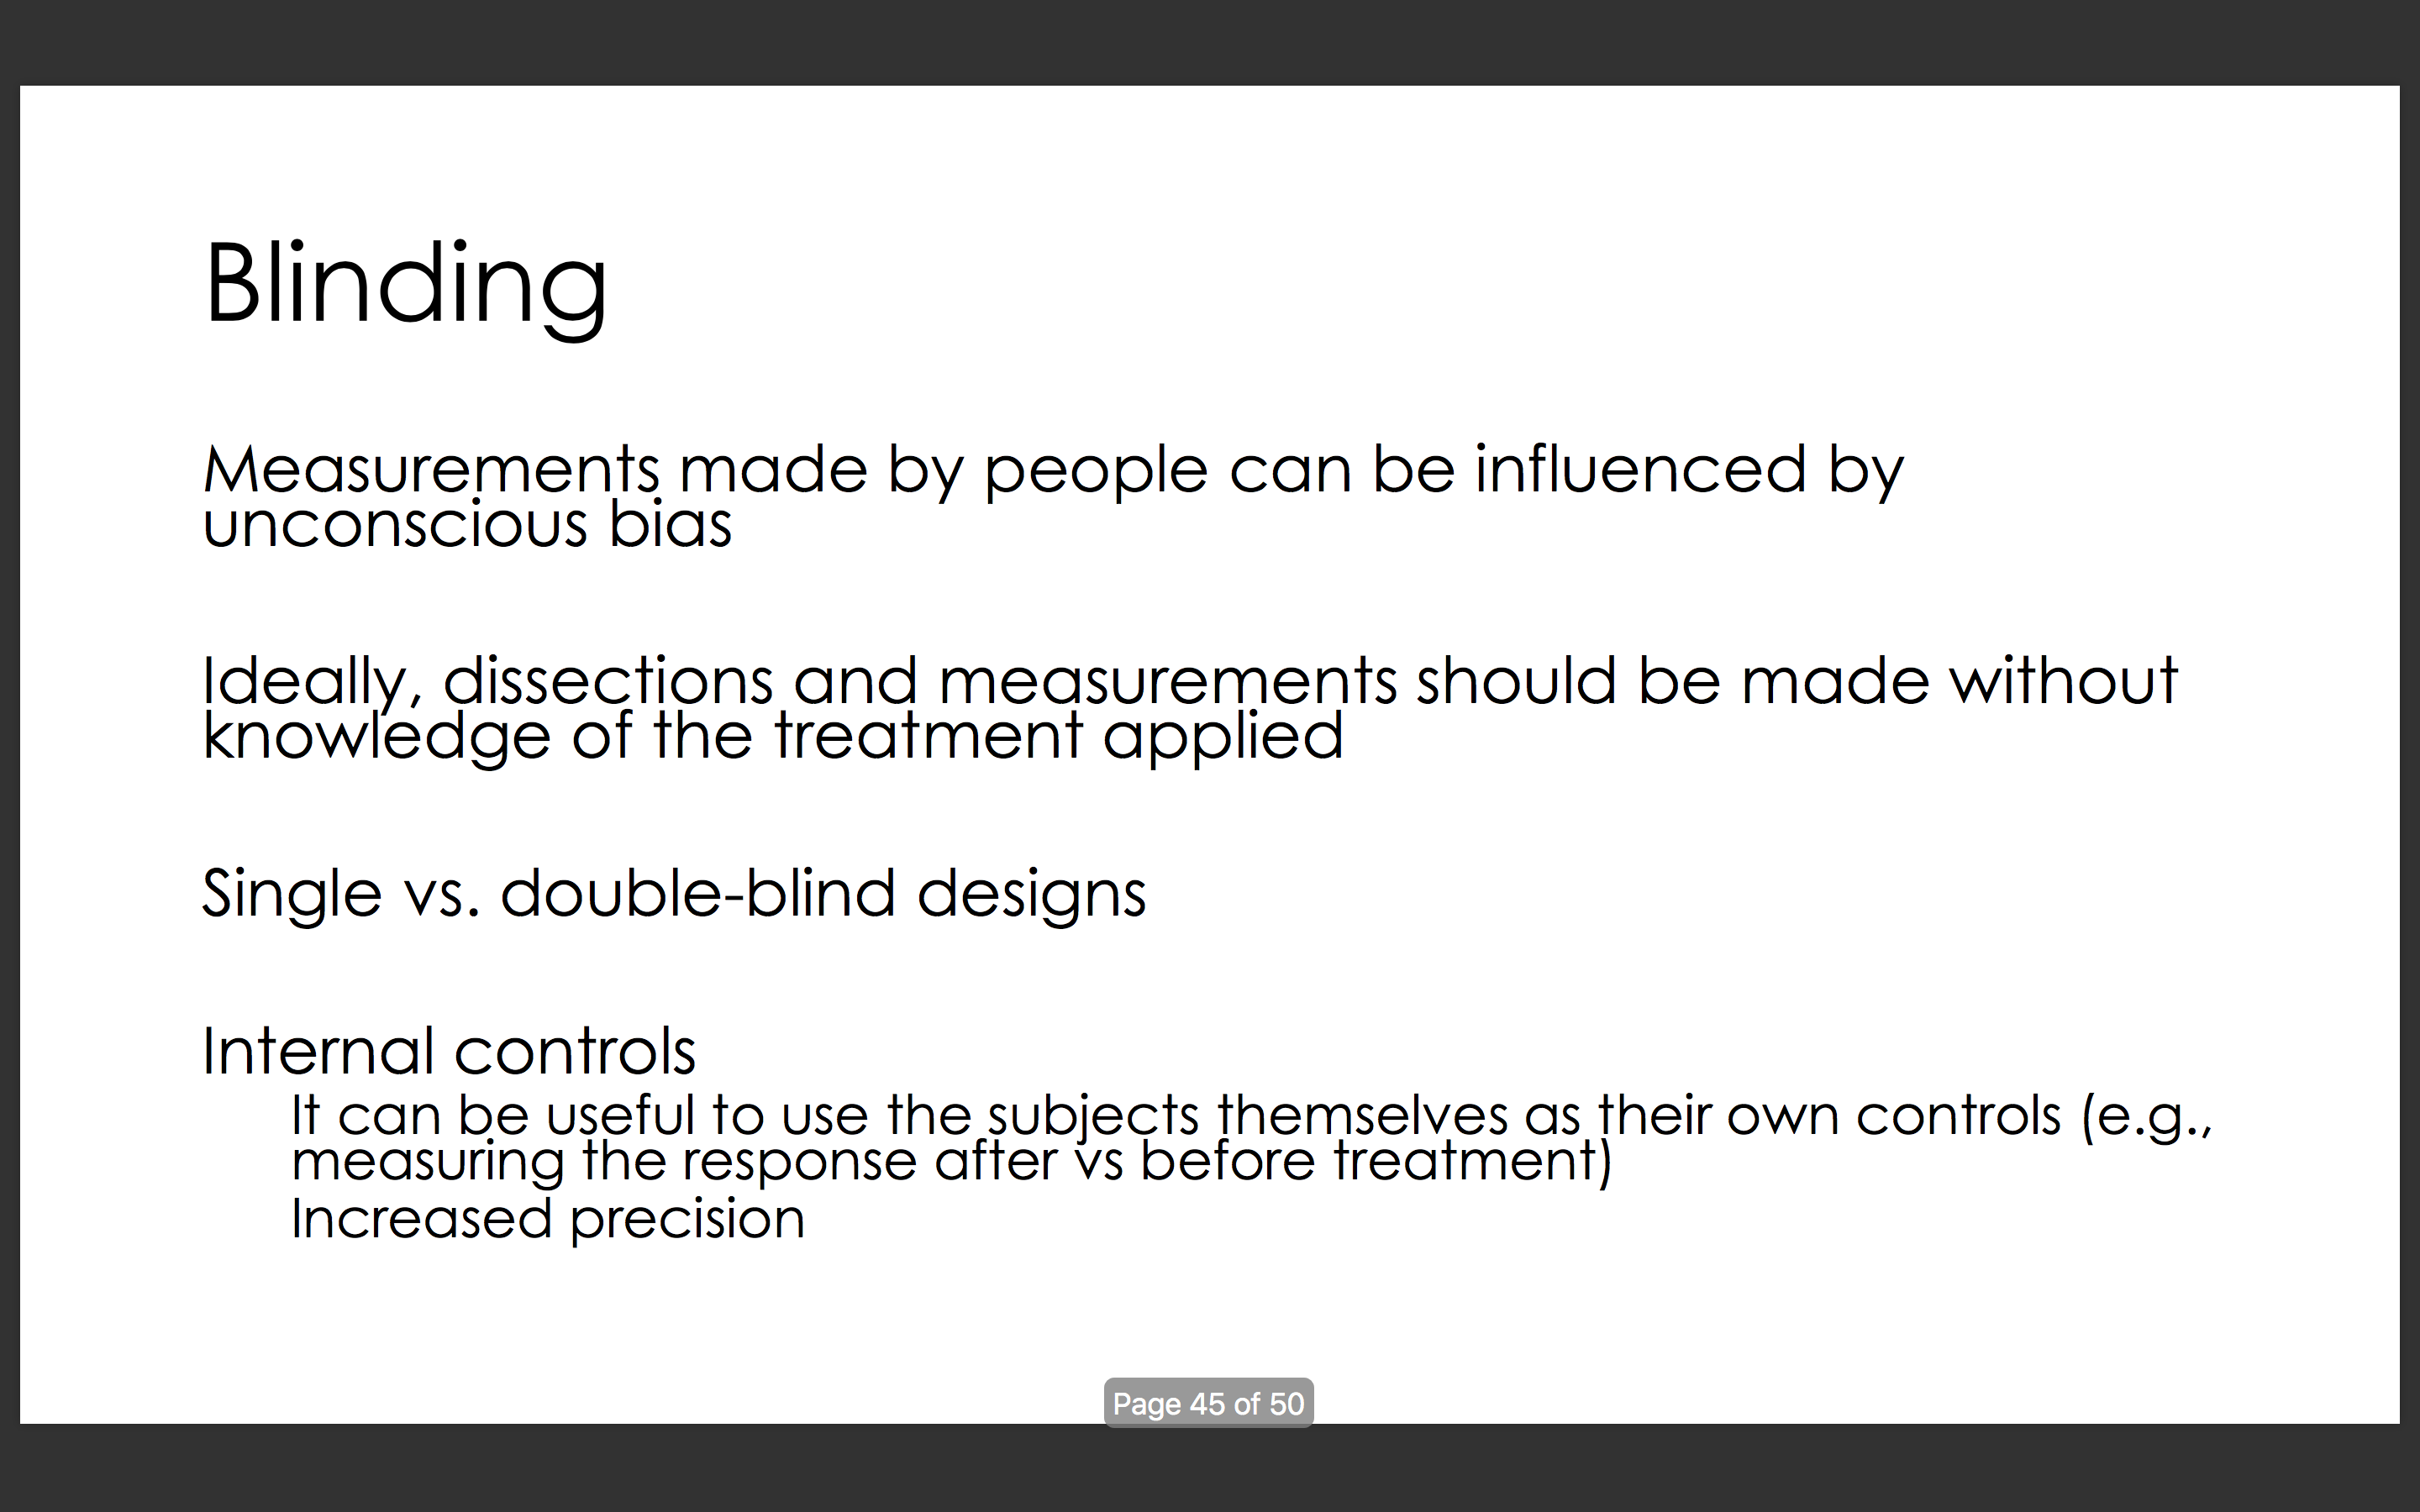 Blinding
Measurements made by people can be influenced by
unconscious bias
Ideally, dissections and measurements should be made without
knowledge of the treatment applied
Single vs. double-blind designs
Internal controls
It can be useful to use the subjects themselves as their own controls (e.g.,
measuring the response after vs before treatment)
Increased precision
Page 45 of 50